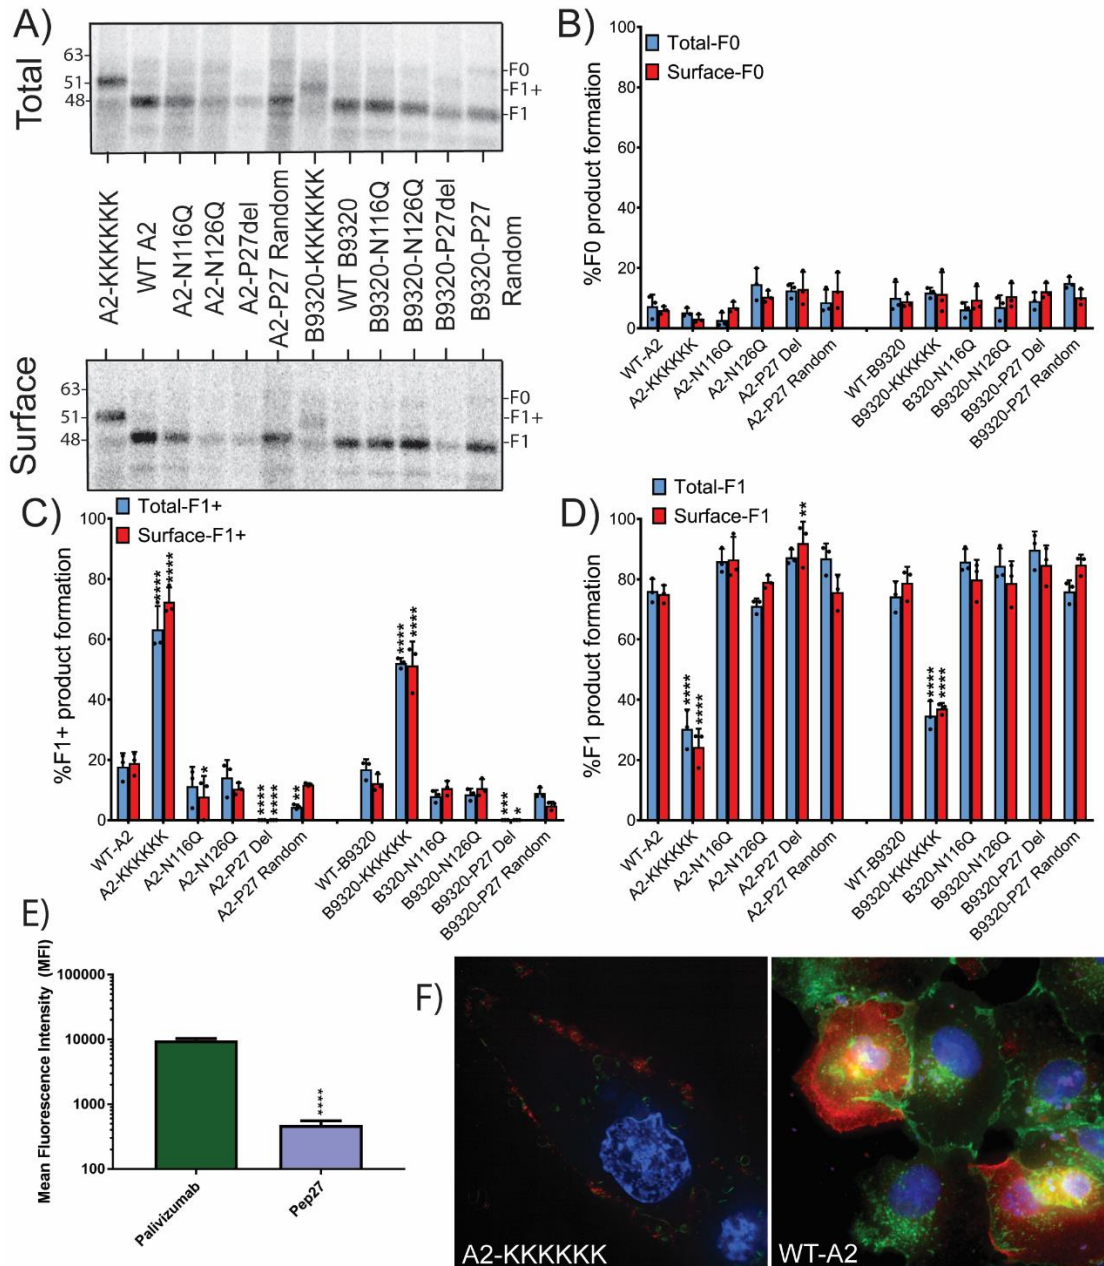 A)
Total
63
51
48
F0
F1+
F1
A2-KKKKKK
WT A2
A2-N116Q
A2-N126Q
A2-P27del
A2-P27 Random
B9320-KKKKKK
WT B9320
B9320-N116Q
B9320-N126Q
B9320-P27del
B9320-P27
Random
Surface
63
51
48
F0
F1+
F1
B)
Total-F0
Surface-F0
%F0 product formation
100
80
60
40
20
0
WT-A2
A2-KKKKKK
A2-N116Q
A2-N126Q
A2-P27 Del
A2-P27 Random
WT-B9320
B9320-KKKKKK
B320-N116Q
B9320-N126Q
B9320-P27 Del
B9320-P27 Random
C)
Total-F1+
Surface-F1+
%F1+ product formation
100
80
60
40
20
0
****
****
*
****
****
**
****
****
***
*
WT-A2
A2-KKKKKK
A2-N116Q
A2-N126Q
A2-P27 Del
A2-P27 Random
WT-B9320
B9320-KKKKKK
B320-N116Q
B9320-N126Q
B9320-P27 Del
B9320-P27 Random
D)
Total-F1
Surface-F1
%F1 product formation
100
80
60
40
20
0
****
****
**
****
****
WT-A2
A2-KKKKKK
A2-N116Q
A2-N126Q
A2-P27 Del
A2-P27 Random
WT-B9320
B9320-KKKKKK
B320-N116Q
B9320-N126Q
B9320-P27 Del
B9320-P27 Random
E)
Mean Fluorescence Intensity (MFI)
100000
10000
1000
100
****
Palivizumab
Pep27
F)
A2-KKKKKK
WT-A2